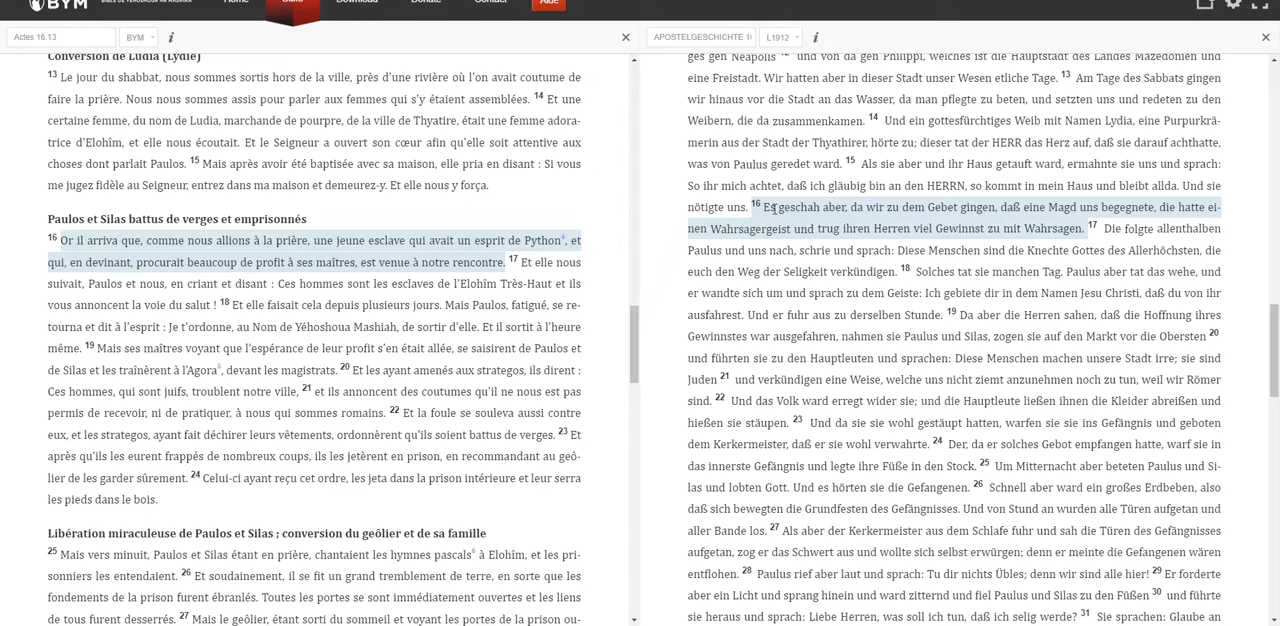 BYM BIBLE DE YEHOSHOUA HA MASHIAH Home Bible Download Donate Contact Aide
Actes 16:13 BYM i
Conversion de Ludia (Lydie)
13 Le jour du shabbat, nous sommes sortis hors de la ville, près d'une rivière où l'on avait coutume de
faire la prière. Nous nous sommes assis pour parler aux femmes qui s'y étaient assemblées. 14 Et une
certaine femme, du nom de Ludia, marchande de pourpre, de la ville de Thyatire, était une femme adora-
trice d'Elohîm, et elle nous écoutait. Et le Seigneur a ouvert son cœur afin qu'elle soit attentive aux
choses dont parlait Paulos. 15 Mais après avoir été baptisée avec sa maison, elle pria en disant : Si vous
me jugez fidèle au Seigneur, entrez dans ma maison et demeurez-y. Et elle nous y força.
Paulos et Silas battus de verges et emprisonnés
16 Or il arriva que, comme nous allions à la prière, une jeune esclave qui avait un esprit de Python4, et
qui, en devinant, procurait beaucoup de profit à ses maîtres, est venue à notre rencontre. 17 Et elle nous
suivait, Paulos et nous, en criant et disant : Ces hommes sont les esclaves de l'Elohîm Très-Haut et ils
vous annoncent la voie du salut ! 18 Et elle faisait cela depuis plusieurs jours. Mais Paulos, fatigué, se re-
tourna et dit à l'esprit : Je t'ordonne, au Nom de Yéhoshoua Mashiah, de sortir d'elle. Et il sortit à l'heure
même. 19 Mais ses maîtres voyant que l'espérance de leur profit s'en était allée, se saisirent de Paulos et
de Silas et les traînèrent à l'Agora5, devant les magistrats. 20 Et les ayant amenés aux strategos, ils dirent :
Ces hommes, qui sont juifs, troublent notre ville, 21 et ils annoncent des coutumes qu'il ne nous est pas
permis de recevoir, ni de pratiquer, à nous qui sommes romains. 22 Et la foule se souleva aussi contre
eux, et les strategos, ayant fait déchirer leurs vêtements, ordonnèrent qu'ils soient battus de verges. 23 Et
après qu'ils les eurent frappés de nombreux coups, ils les jetèrent en prison, en recommandant au geô-
lier de les garder sûrement. 24 Celui-ci ayant reçu cet ordre, les jeta dans la prison intérieure et leur serra
les pieds dans le bois.
Libération miraculeuse de Paulos et Silas ; conversion du geôlier et de sa famille
25 Mais vers minuit, Paulos et Silas étant en prière, chantaient les hymnes pascals6 à Elohîm, et les pri-
sonniers les entendaient. 26 Et soudainement, il se fit un grand tremblement de terre, en sorte que les
fondements de la prison furent ébranlés. Toutes les portes se sont immédiatement ouvertes et les liens
de tous furent desserrés. 27 Mais le geôlier, étant sorti du sommeil et voyant les portes de la prison ou-
APOSTELGESCHICHTE 16 L1912 i
ges gen Neapolis 12 und von da gen Philippi, welches ist die Hauptstadt des Landes Mazedonien und
eine Freistadt. Wir hatten aber in dieser Stadt unser Wesen etliche Tage. 13 Am Tage des Sabbats gingen
wir hinaus vor die Stadt an das Wasser, da man pflegte zu beten, und setzten uns und redeten zu den
Weibern, die da zusammenkamen. 14 Und ein gottesfürchtiges Weib mit Namen Lydia, eine Purpurkrä-
merin aus der Stadt der Thyathirer, hörte zu; dieser tat der HERR das Herz auf, daß sie darauf achthatte,
was von Paulus geredet ward. 15 Als sie aber und ihr Haus getauft ward, ermahnte sie uns und sprach:
So ihr mich achtet, daß ich gläubig bin an den HERRN, so kommt in mein Haus und bleibt allda. Und sie
nötigte uns. 16 Es geschah aber, da wir zu dem Gebet gingen, daß eine Magd uns begegnete, die hatte ei-
nen Wahrsagergeist und trug ihren Herren viel Gewinnst zu mit Wahrsagen. 17 Die folgte allenthalben
Paulus und uns nach, schrie und sprach: Diese Menschen sind die Knechte Gottes des Allerhöchsten, die
euch den Weg der Seligkeit verkündigen. 18 Solches tat sie manchen Tag. Paulus aber tat das wehe, und
er wandte sich um und sprach zu dem Geiste: Ich gebiete dir in dem Namen Jesu Christi, daß du von ihr
ausfahrest. Und er fuhr aus zu derselben Stunde. 19 Da aber die Herren sahen, daß die Hoffnung ihres
Gewinnstes war ausgefahren, nahmen sie Paulus und Silas, zogen sie auf den Markt vor die Obersten 20
und führten sie zu den Hauptleuten und sprachen: Diese Menschen machen unsere Stadt irre; sie sind
Juden 21 und verkündigen eine Weise, welche uns nicht ziemt anzunehmen noch zu tun, weil wir Römer
sind. 22 Und das Volk ward erregt wider sie; und die Hauptleute ließen ihnen die Kleider abreißen und
hießen sie stäupen. 23 Und da sie sie wohl gestäupt hatten, warfen sie sie ins Gefängnis und geboten
dem Kerkermeister, daß er sie wohl verwahrte. 24 Der, da er solches Gebot empfangen hatte, warf sie in
das innerste Gefängnis und legte ihre Füße in den Stock. 25 Um Mitternacht aber beteten Paulus und Si-
las und lobten Gott. Und es hörten sie die Gefangenen. 26 Schnell aber ward ein großes Erdbeben, also
daß sich bewegten die Grundfesten des Gefängnisses. Und von Stund an wurden alle Türen aufgetan und
aller Bande los. 27 Als aber der Kerkermeister aus dem Schlafe fuhr und sah die Türen des Gefängnisses
aufgetan, zog er das Schwert aus und wollte sich selbst erwürgen; denn er meinte die Gefangenen wären
entflohen. 28 Paulus rief aber laut und sprach: Tu dir nichts Übles; denn wir sind alle hier! 29 Er forderte
aber ein Licht und sprang hinein und ward zitternd und fiel Paulus und Silas zu den Füßen 30 und führte
sie heraus und sprach: Liebe Herren, was soll ich tun, daß ich selig werde? 31 Sie sprachen: Glaube an